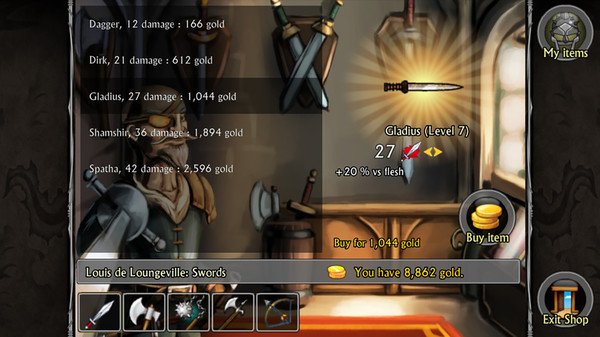 Dagger, 12 damage : 166 gold
Dirk, 21 damage : 612 gold
Gladius, 27 damage : 1,044 gold
Shamshir, 36 damage : 1,894 gold
Spatha, 42 damage : 2,596 gold
My items
Gladius (Level 7)
27
+20 % vs flesh
Buy for 1,044 gold
Buy item
Louis de Loungeville: Swords
You have 8,862 gold.
Exit Shop